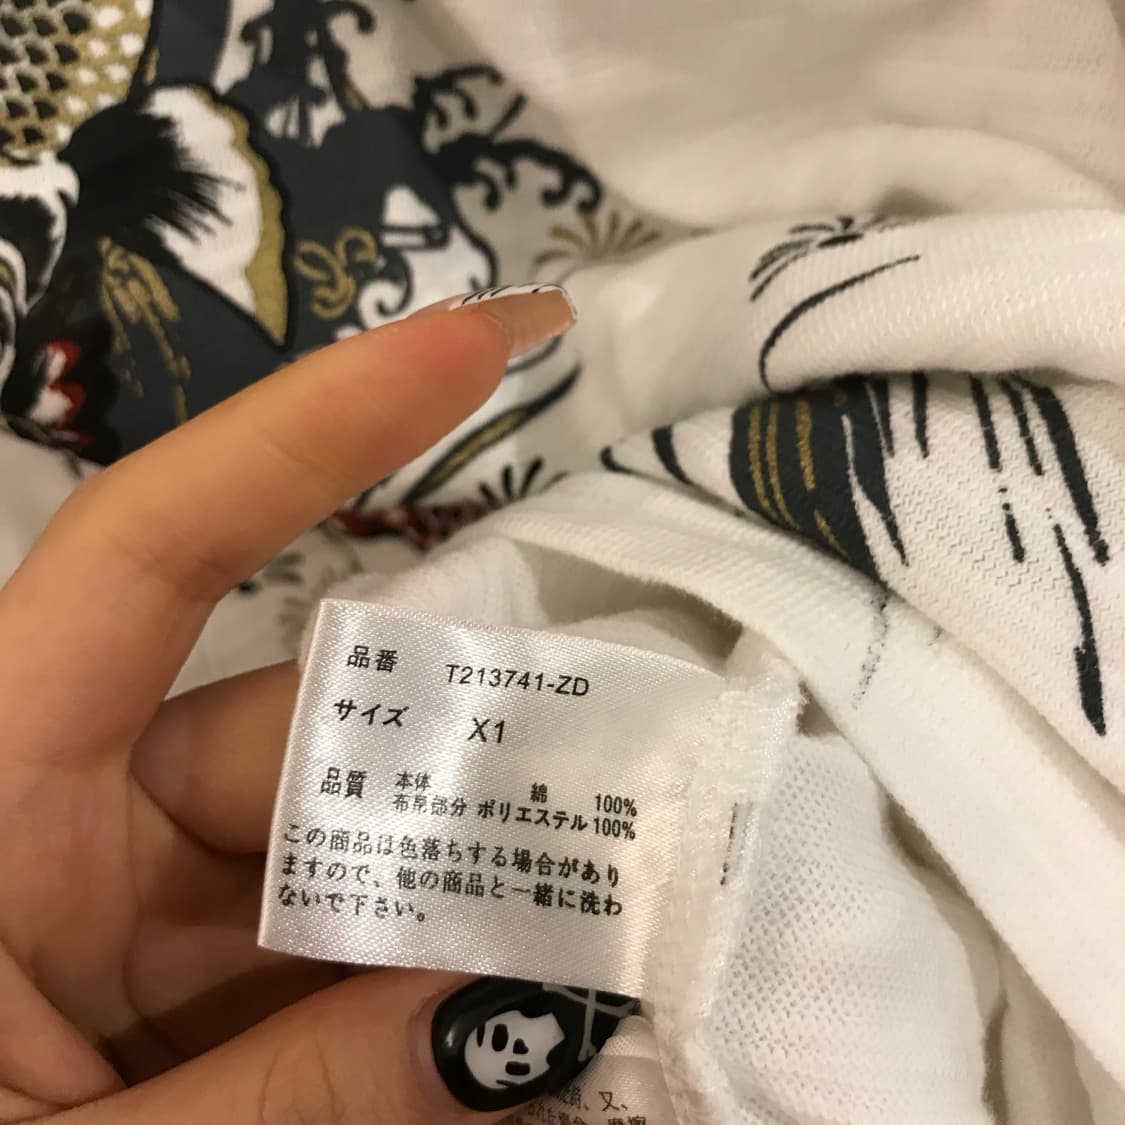 品番 T213741-ZD
サイズ X1
品質 本体 綿 100%
布帛部分 ポリエステル 100%
この商品は色落ちする場合があり
ますので、他の商品と一緒に洗わ
ないで下さい。
又、